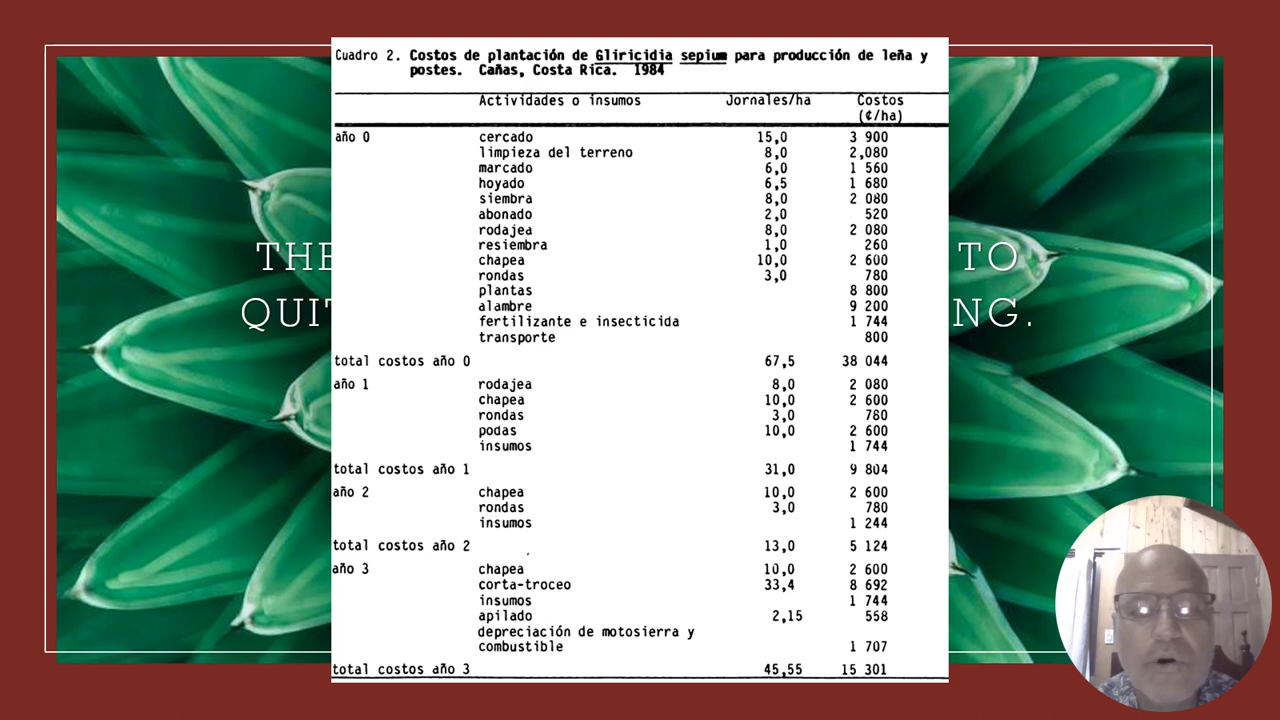 Cuadro 2. Costos de plantación de Gliricidia sepium para producción de leña y
postes. Cañas, Costa Rica. 1984
Actividades o insumos Jornales/ha Costos
(¢/ha)
año 0 cercado 15,0 3 900
limpieza del terreno 8,0 2,080
marcado 6,0 1 560
hoyado 6,5 1 680
siembra 8,0 2 080
abonado 2,0 520
rodajea 8,0 2 080
resiembra 1,0 260
chapea 10,0 2 600
rondas 3,0 780
plantas 8 800
alambre 9 200
fertilizante e insecticida 1 744
transporte 800
total costos año 0 67,5 38 044
año 1 rodajea 8,0 2 080
chapea 10,0 2 600
rondas 3,0 780
podas 10,0 2 600
insumos 1 744
total costos año 1 31,0 9 804
año 2 chapea 10,0 2 600
rondas 3,0 780
insumos 1 244
total costos año 2 13,0 5 124
año 3 chapea 10,0 2 600
corta-troceo 33,4 8 692
insumos 1 744
apilado 2,15 558
depreciación de motosierra y
combustible 1 707
total costos año 3 45,55 15 301
THE TO
QUIT NG.